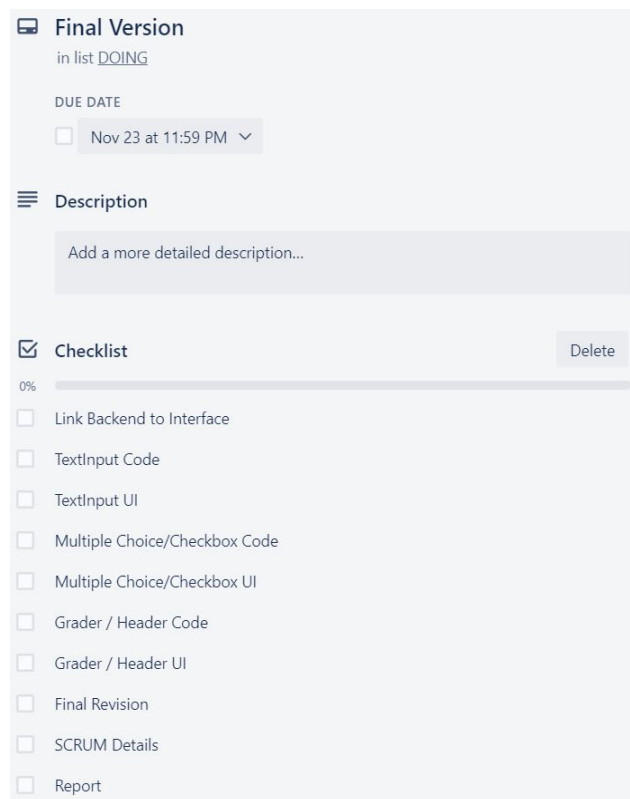 Final Version
in list DOING
DUE DATE
Nov 23 at 11:59 PM
Description
Add a more detailed description...
Checklist
Delete
0%
Link Backend to Interface
TextInput Code
TextInput UI
Multiple Choice/Checkbox Code
Multiple Choice/Checkbox UI
Grader / Header Code
Grader / Header UI
Final Revision
SCRUM Details
Report